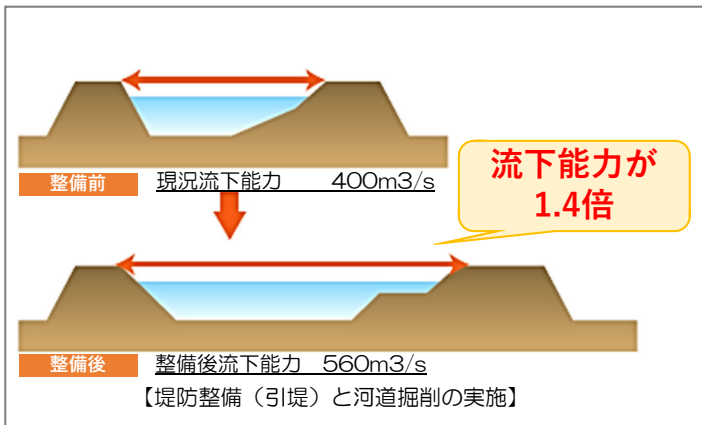 整備前 現況流下能力 400m3/s
流下能力が
1.4倍
整備後 整備後流下能力 560m3/s
【堤防整備（引堤）と河道掘削の実施】